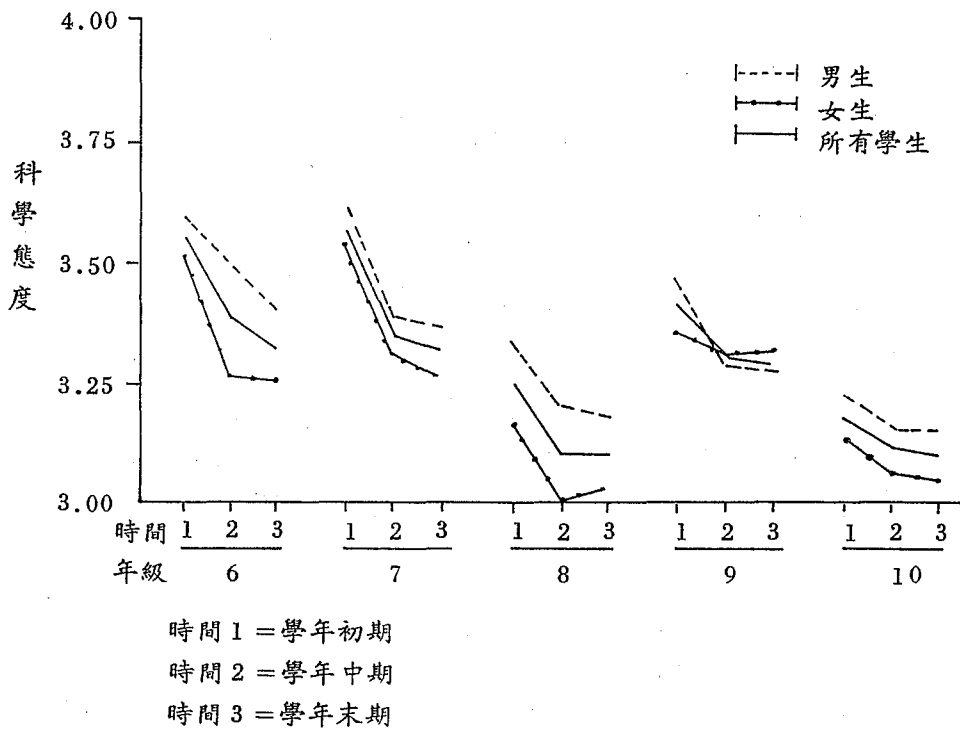 4.00
3.75
3.50
3.25
3.00
科學態度
男生
女生
所有學生
時間 1 2 3 1 2 3 1 2 3 1 2 3 1 2 3
年級 6 7 8 9 10
時間 1 =學年初期
時間 2 =學年中期
時間 3 =學年末期